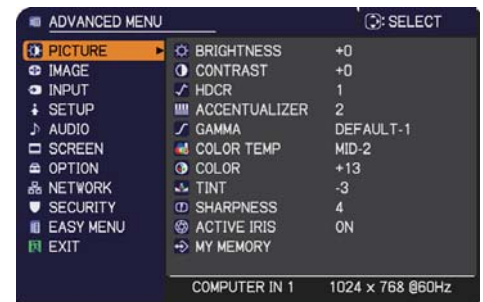 ADVANCED MENU : SELECT
PICTURE BRIGHTNESS +0
IMAGE CONTRAST +0
INPUT HDCR 1
SETUP ACCENTUALIZER 2
AUDIO GAMMA DEFAULT-1
SCREEN COLOR TEMP MID-2
OPTION COLOR +13
NETWORK TINT -3
SECURITY SHARPNESS 4
EASY MENU ACTIVE IRIS ON
EXIT MY MEMORY
COMPUTER IN 1 1024 x 768 @60Hz